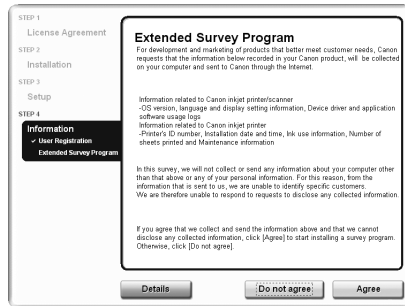 STEP 1
License Agreement
STEP 2
Installation
STEP 3
Setup
STEP 4
Information
✓ User Registration
Extended Survey Program
Extended Survey Program
For development and marketing of products that better meet customer needs, Canon
requests that the information below recorded in your Canon product, will be collected
on your computer and sent to Canon through the Internet.
Information related to Canon inkjet printer/scanner
-OS version, language and display setting information, Device driver and application
software usage logs
Information related to Canon inkjet printer
-Printer's ID number, Installation date and time, Ink use information, Number of
sheets printed and Maintenance information
In this survey, we will not collect or send any information about your computer other
than that above or any of your personal information. For this reason, from the
information that is sent to us, we are unable to identify specific customers.
We are therefore unable to respond to requests to disclose any collected information.
If you agree that we collect and send the information above and that we cannot
disclose any collected information, click [Agree] to start installing a survey program.
Otherwise, click [Do not agree].
Details
Do not agree
Agree